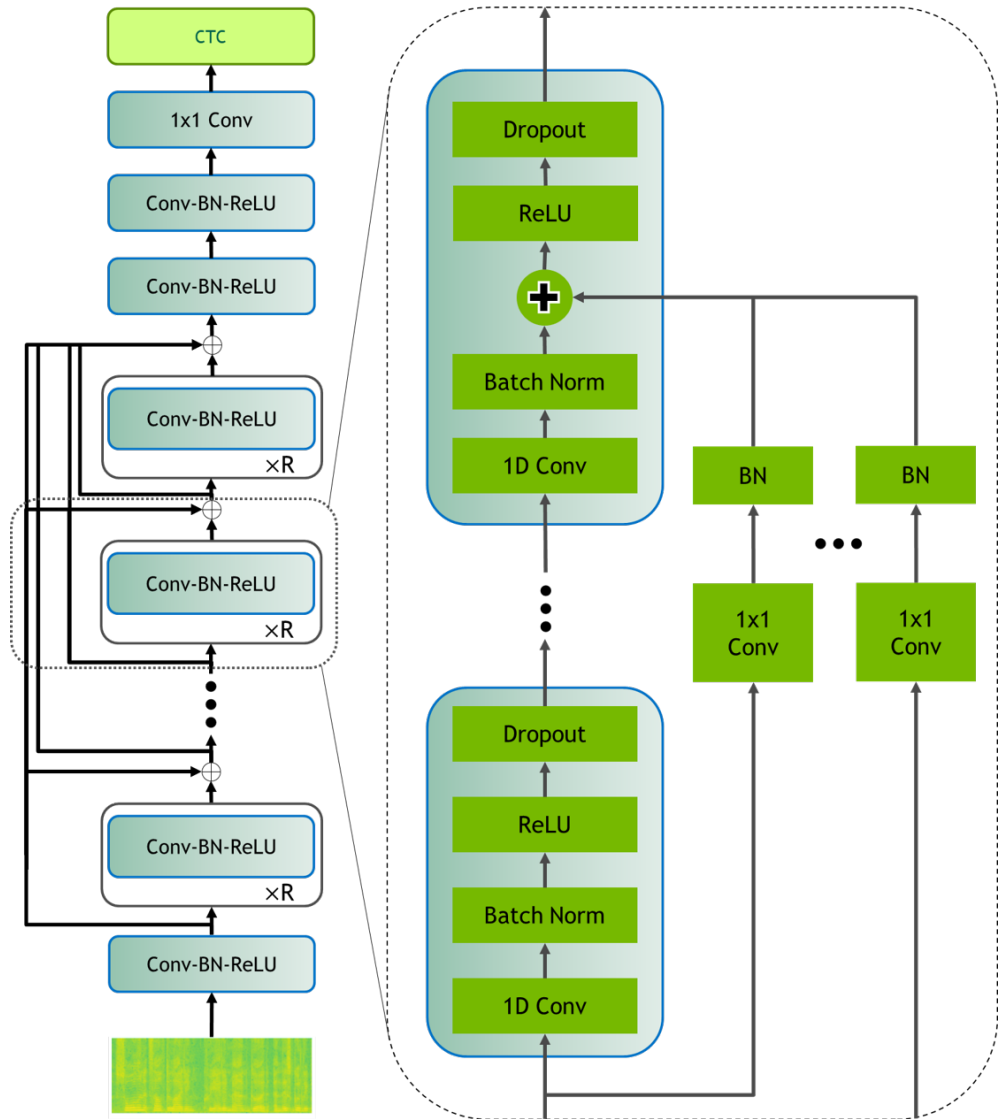 CTC
1x1 Conv
Conv-BN-ReLU
Conv-BN-ReLU
Conv-BN-ReLU
×R
Conv-BN-ReLU
×R
Conv-BN-ReLU
×R
Conv-BN-ReLU
Dropout
ReLU
Batch Norm
1D Conv
Dropout
ReLU
Batch Norm
1D Conv
BN
1x1
Conv
BN
1x1
Conv